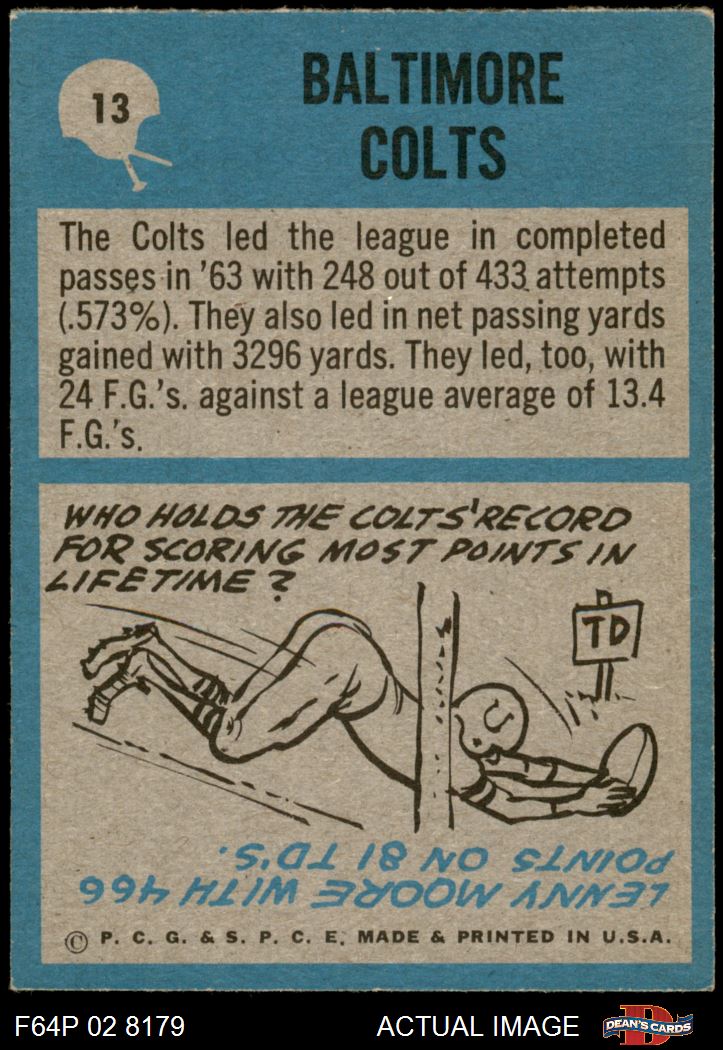 13
BALTIMORE
COLTS
The Colts led the league in completed
passes in '63 with 248 out of 433 attempts
(.573%). They also led in net passing yards
gained with 3296 yards. They led, too, with
24 F.G.'s. against a league average of 13.4
F.G.'s.
WHO HOLDS THE COLTS' RECORD
FOR SCORING MOST POINTS IN
LIFETIME?
TD
LENNY MOORE WITH 466
POINTS ON 81 TD'S.
© P. C. G. & S. P. C. E. MADE & PRINTED IN U.S.A.
F64P 02 8179
ACTUAL IMAGE
D
DEAN'S CARDS